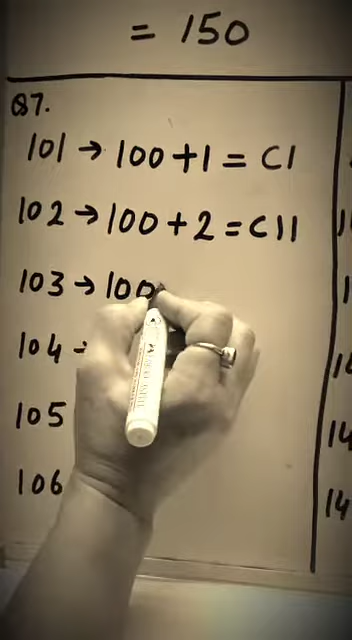 = 150
Q7.
101 → 100 + 1 = CI
102 → 100 + 2 = CII
103 → 100
104
105
106